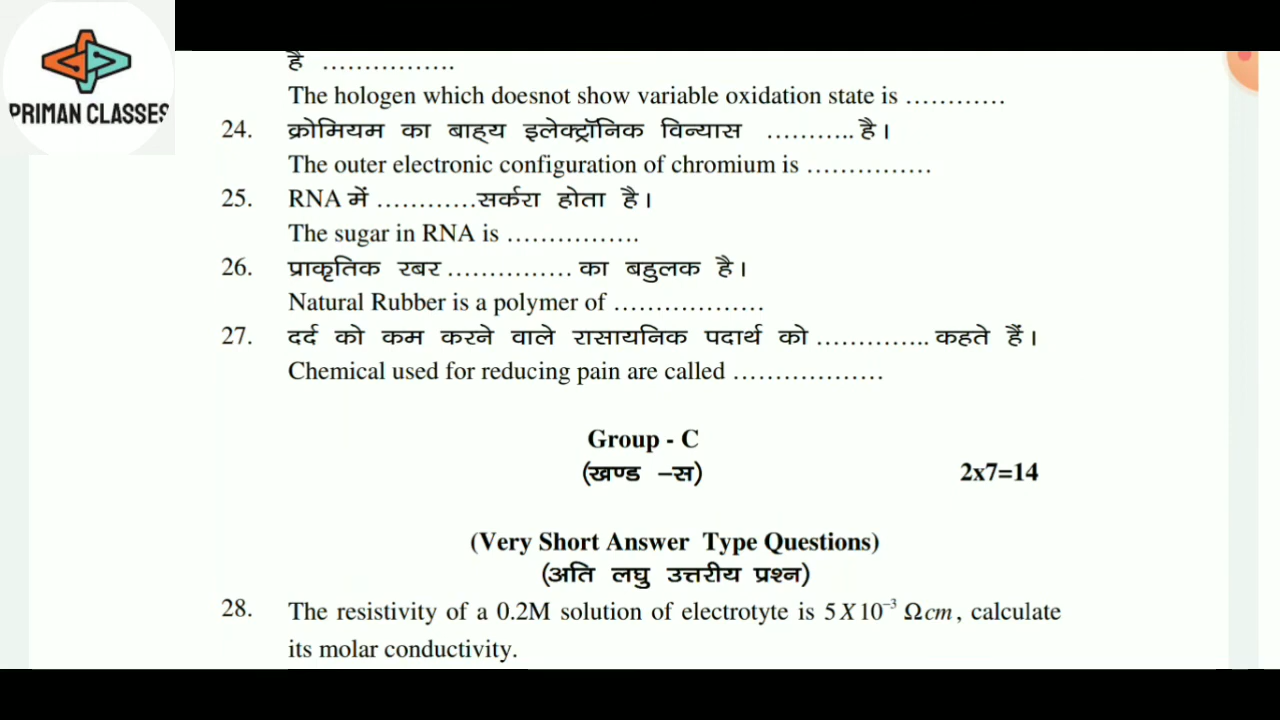 PRIMAN CLASSES
है ................
The hologen which doesnot show variable oxidation state is ............
24. क्रोमियम का बाह्य इलेक्ट्रॉनिक विन्यास ........... है।
The outer electronic configuration of chromium is ...............
25. RNA में ............सर्करा होता है।
The sugar in RNA is ................
26. प्राकृतिक रबर ............... का बहुलक है।
Natural Rubber is a polymer of ..................
27. दर्द को कम करने वाले रासायनिक पदार्थ को .............. कहते हैं।
Chemical used for reducing pain are called ..................
Group - C
(खण्ड –स) 2x7=14
(Very Short Answer Type Questions)
(अति लघु उत्तरीय प्रश्न)
28. The resistivity of a 0.2M solution of electrotyte is 5 X 10⁻³ Ωcm, calculate
its molar conductivity.